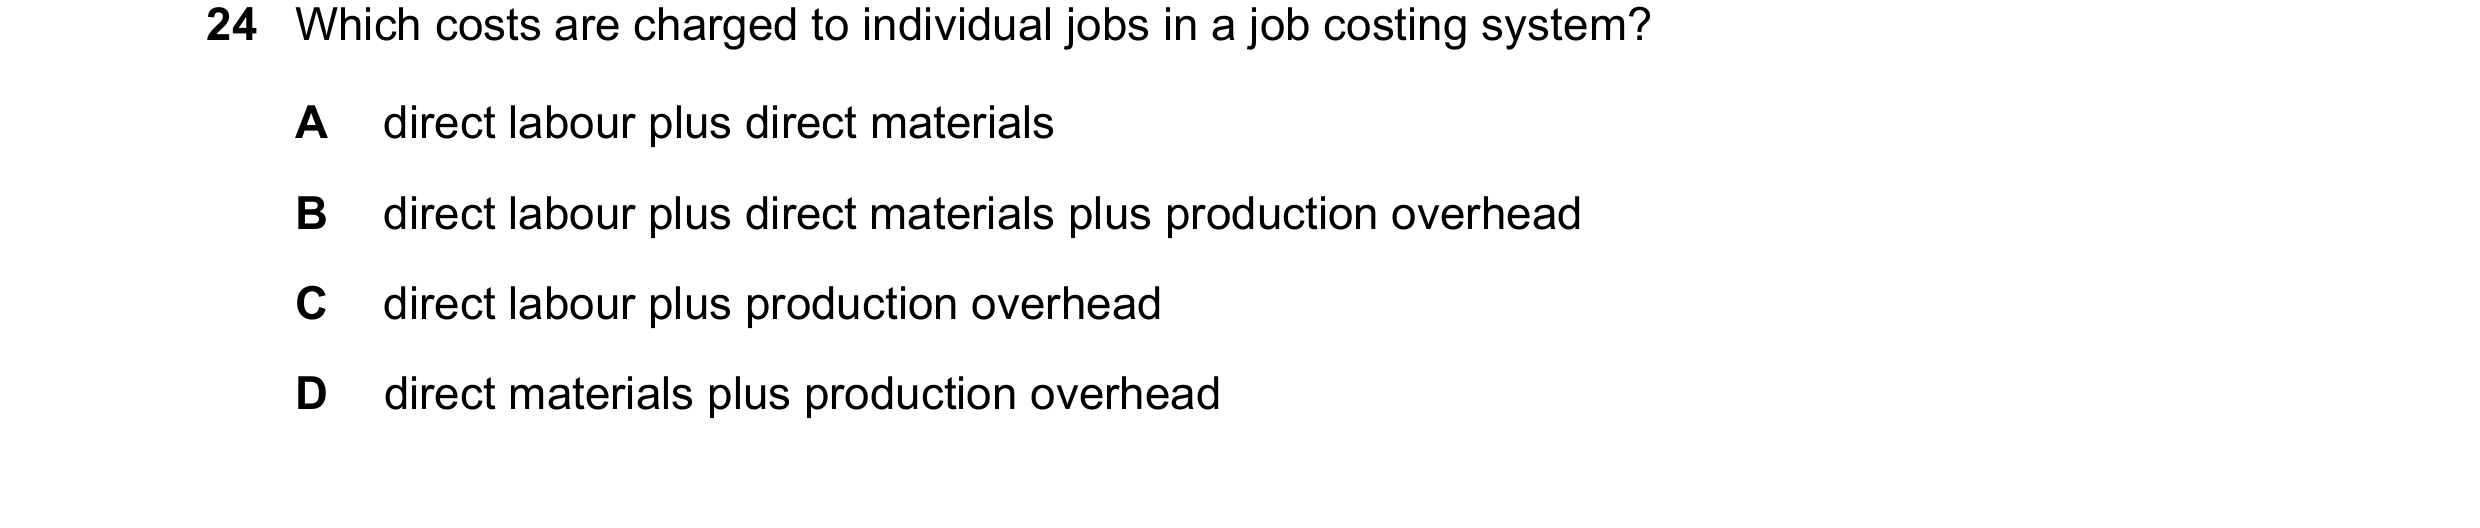 24 Which costs are charged to individual jobs in a job costing system?
A direct labour plus direct materials
B direct labour plus direct materials plus production overhead
C direct labour plus production overhead
D direct materials plus production overhead